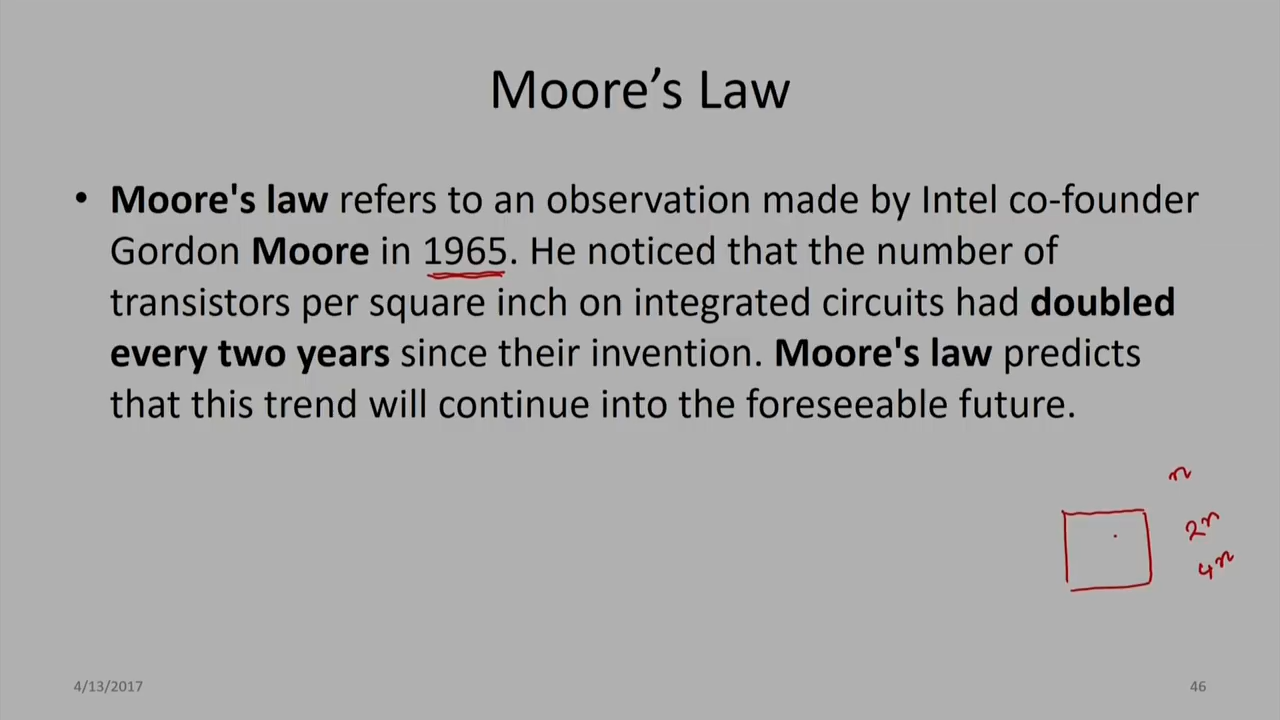 Moore’s Law
• Moore's law refers to an observation made by Intel co-founder
Gordon Moore in 1965. He noticed that the number of
transistors per square inch on integrated circuits had doubled
every two years since their invention. Moore's law predicts
that this trend will continue into the foreseeable future.
n
2n
4n
4/13/2017
46